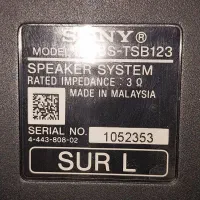 SONY
MODEL SS-TSB123
SPEAKER SYSTEM
RATED IMPEDANCE : 3 Ω
MADE IN MALAYSIA
SERIAL NO. 1052353
4-443-808-02
SUR L